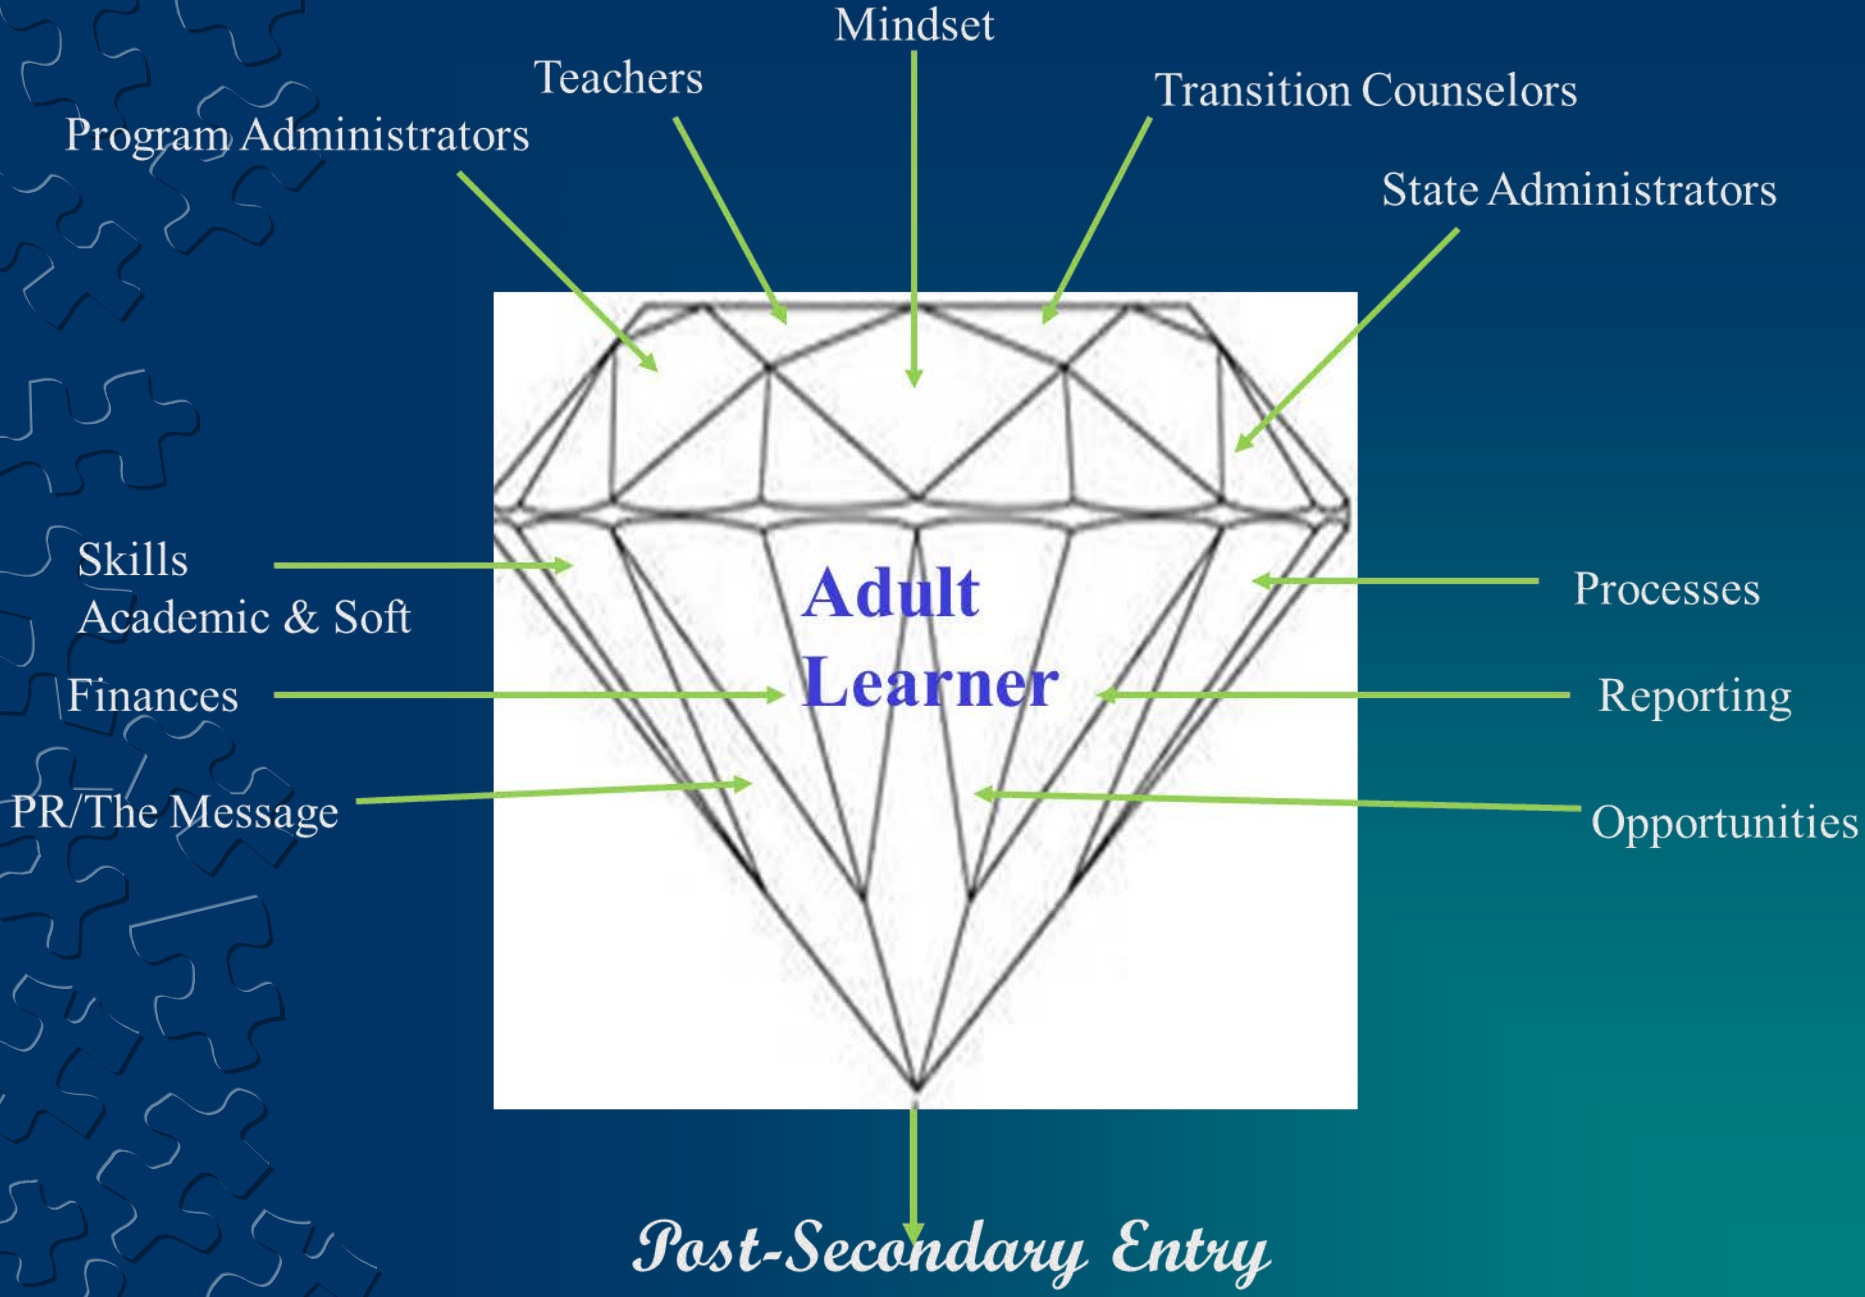 Mindset
Teachers
Transition Counselors
Program Administrators
State Administrators
Skills
Academic & Soft
Adult
Learner
Processes
Finances
Reporting
PR/The Message
Opportunities
Post-Secondary Entry